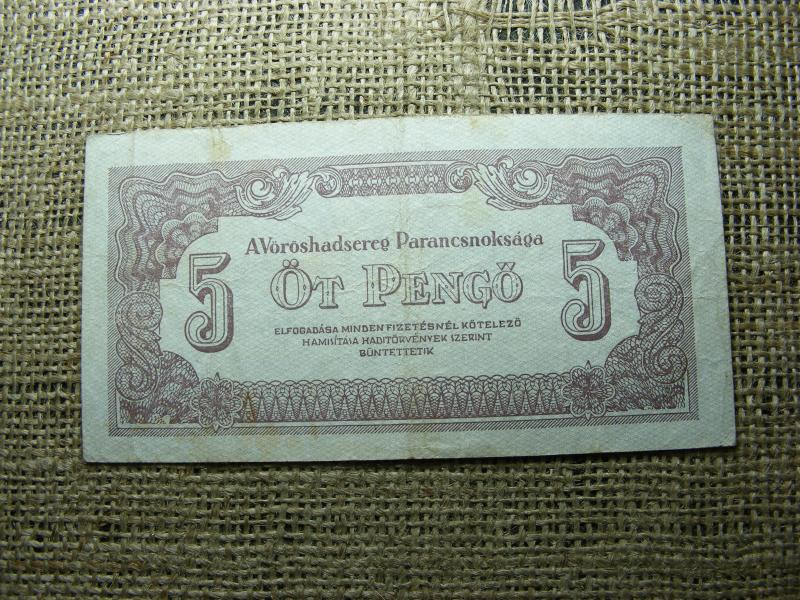 A Vöröshadsereg Parancsnoksága
5 ÖT PENGŐ 5
ELFOGADÁSA MINDEN FIZETÉSNÉL KÖTELEZŐ
HAMISÍTÁSA HADITÖRVÉNYEK SZERINT
BÜNTETTETIK